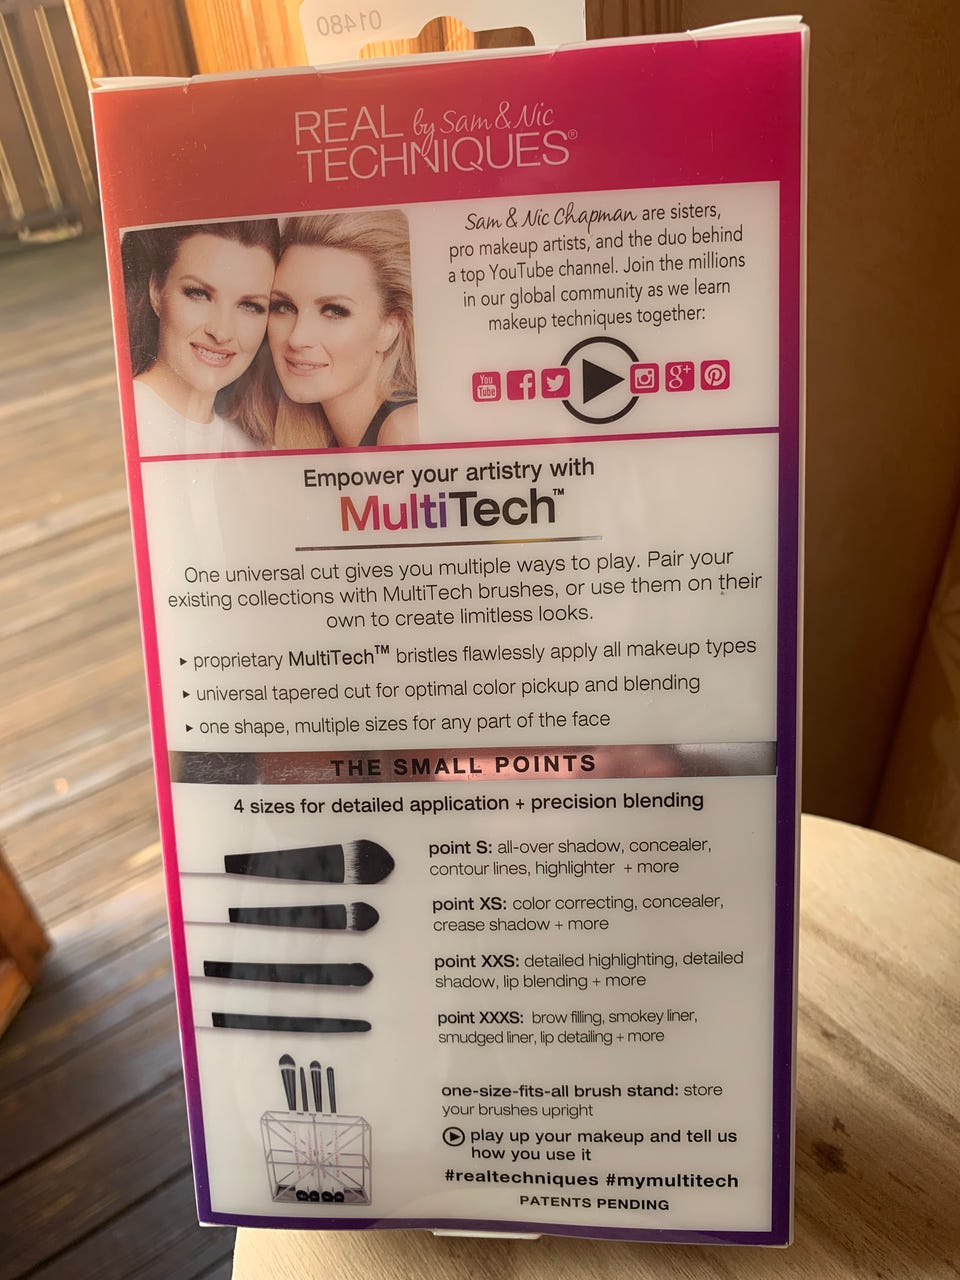 01480
REAL by Sam & Nic
TECHNIQUES®
Sam & Nic Chapman are sisters,
pro makeup artists, and the duo behind
a top YouTube channel. Join the millions
in our global community as we learn
makeup techniques together:
You
Tube
f
g+
Empower your artistry with
MultiTech™
One universal cut gives you multiple ways to play. Pair your
existing collections with MultiTech brushes, or use them on their
own to create limitless looks.
▸ proprietary MultiTech™ bristles flawlessly apply all makeup types
▸ universal tapered cut for optimal color pickup and blending
▸ one shape, multiple sizes for any part of the face
THE SMALL POINTS
4 sizes for detailed application + precision blending
point S: all-over shadow, concealer,
contour lines, highlighter + more
point XS: color correcting, concealer,
crease shadow + more
point XXS: detailed highlighting, detailed
shadow, lip blending + more
point XXXS: brow filling, smokey liner,
smudged liner, lip detailing + more
one-size-fits-all brush stand: store
your brushes upright
play up your makeup and tell us
how you use it
#realtechniques #mymultitech
PATENTS PENDING